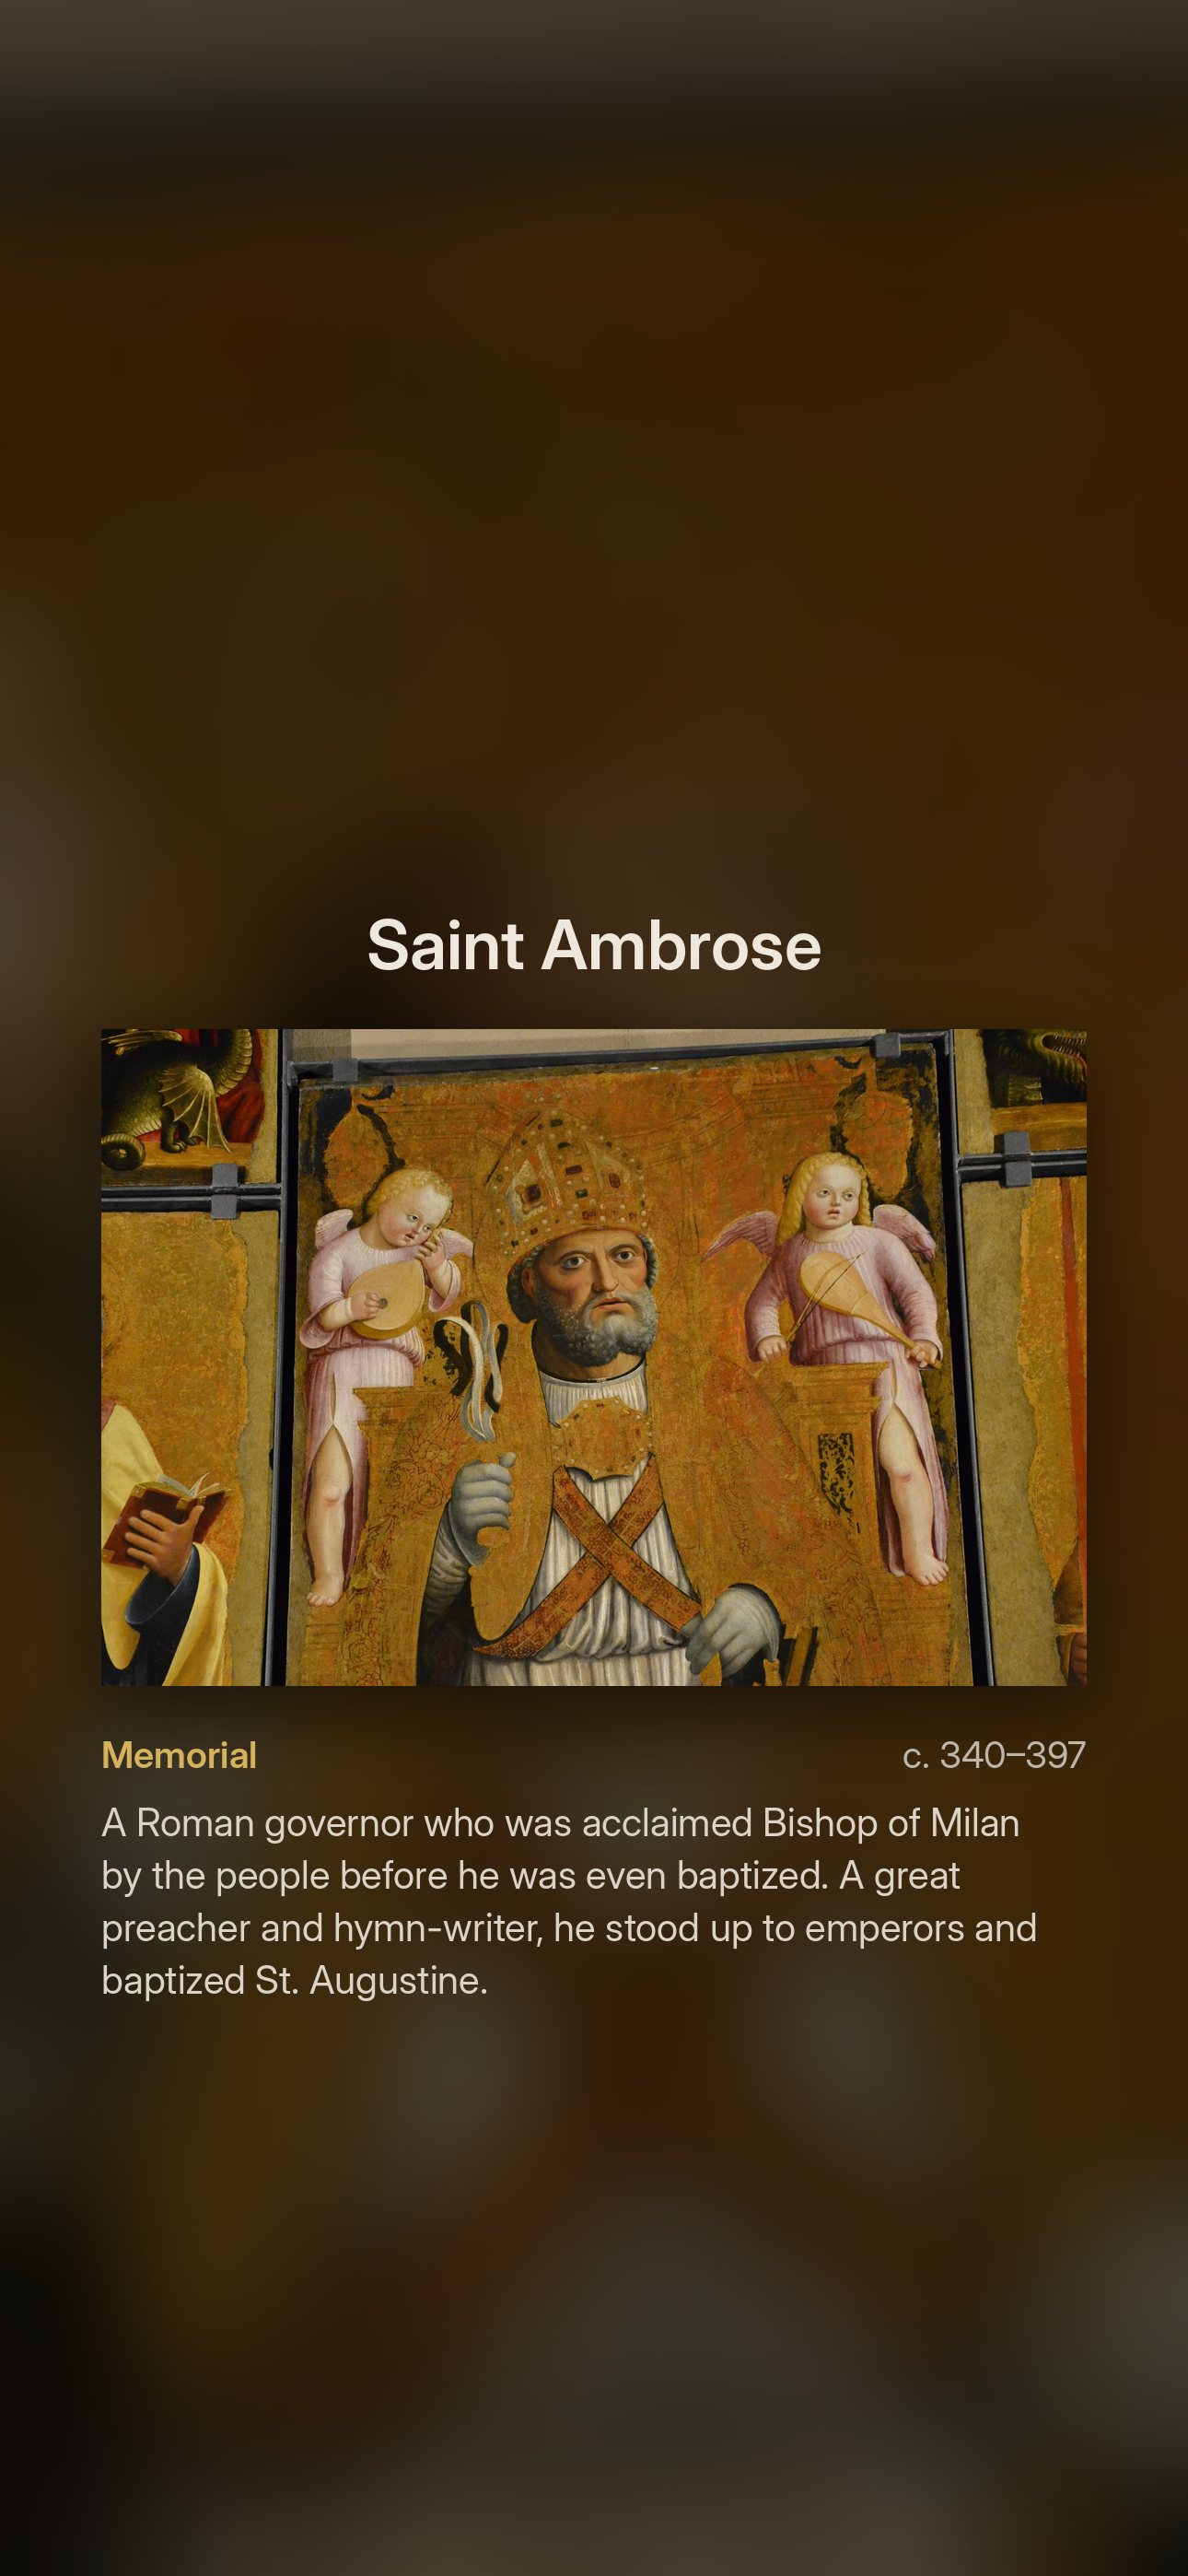 Saint Ambrose
Memorial
c. 340–397
A Roman governor who was acclaimed Bishop of Milan
by the people before he was even baptized. A great
preacher and hymn-writer, he stood up to emperors and
baptized St. Augustine.